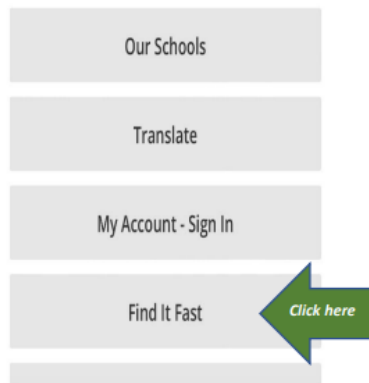 Our Schools
Translate
My Account - Sign In
Find It Fast
Click here